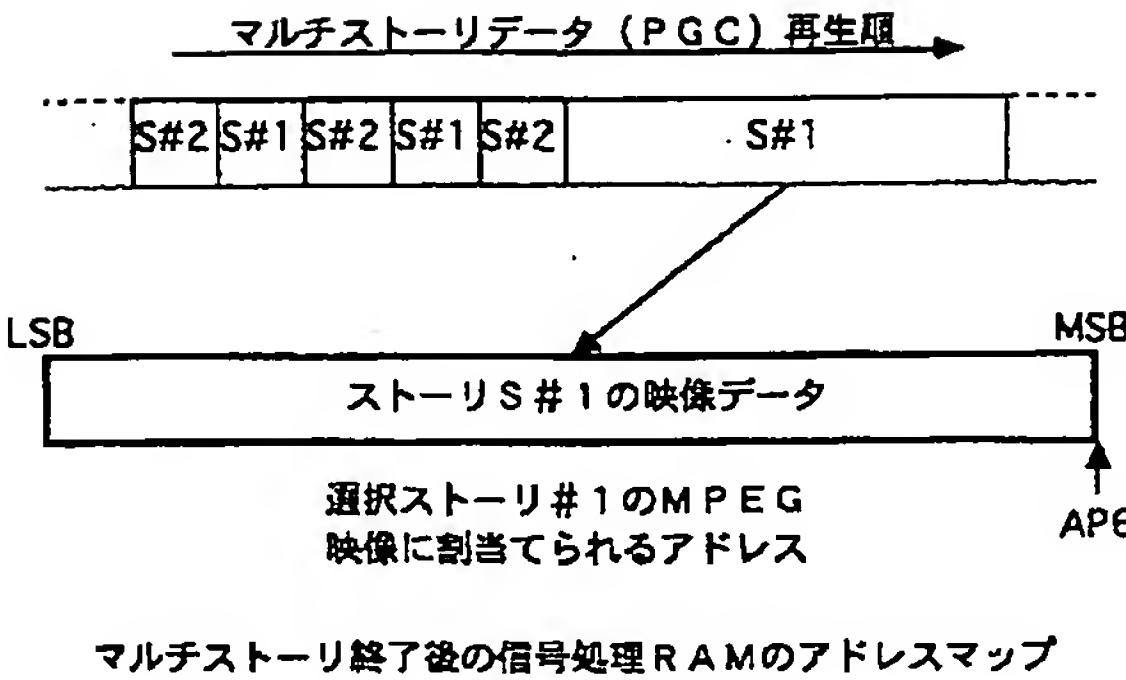 マルチストーリデータ（ＰＧＣ）再生順
S#2 S#1 S#2 S#1 S#2 S#1
LSB MSB
ストーリＳ＃１の映像データ
選択ストーリ＃１のＭＰＥＧ
映像に割当てられるアドレス
AP6
マルチストーリ終了後の信号処理ＲＡＭのアドレスマップ